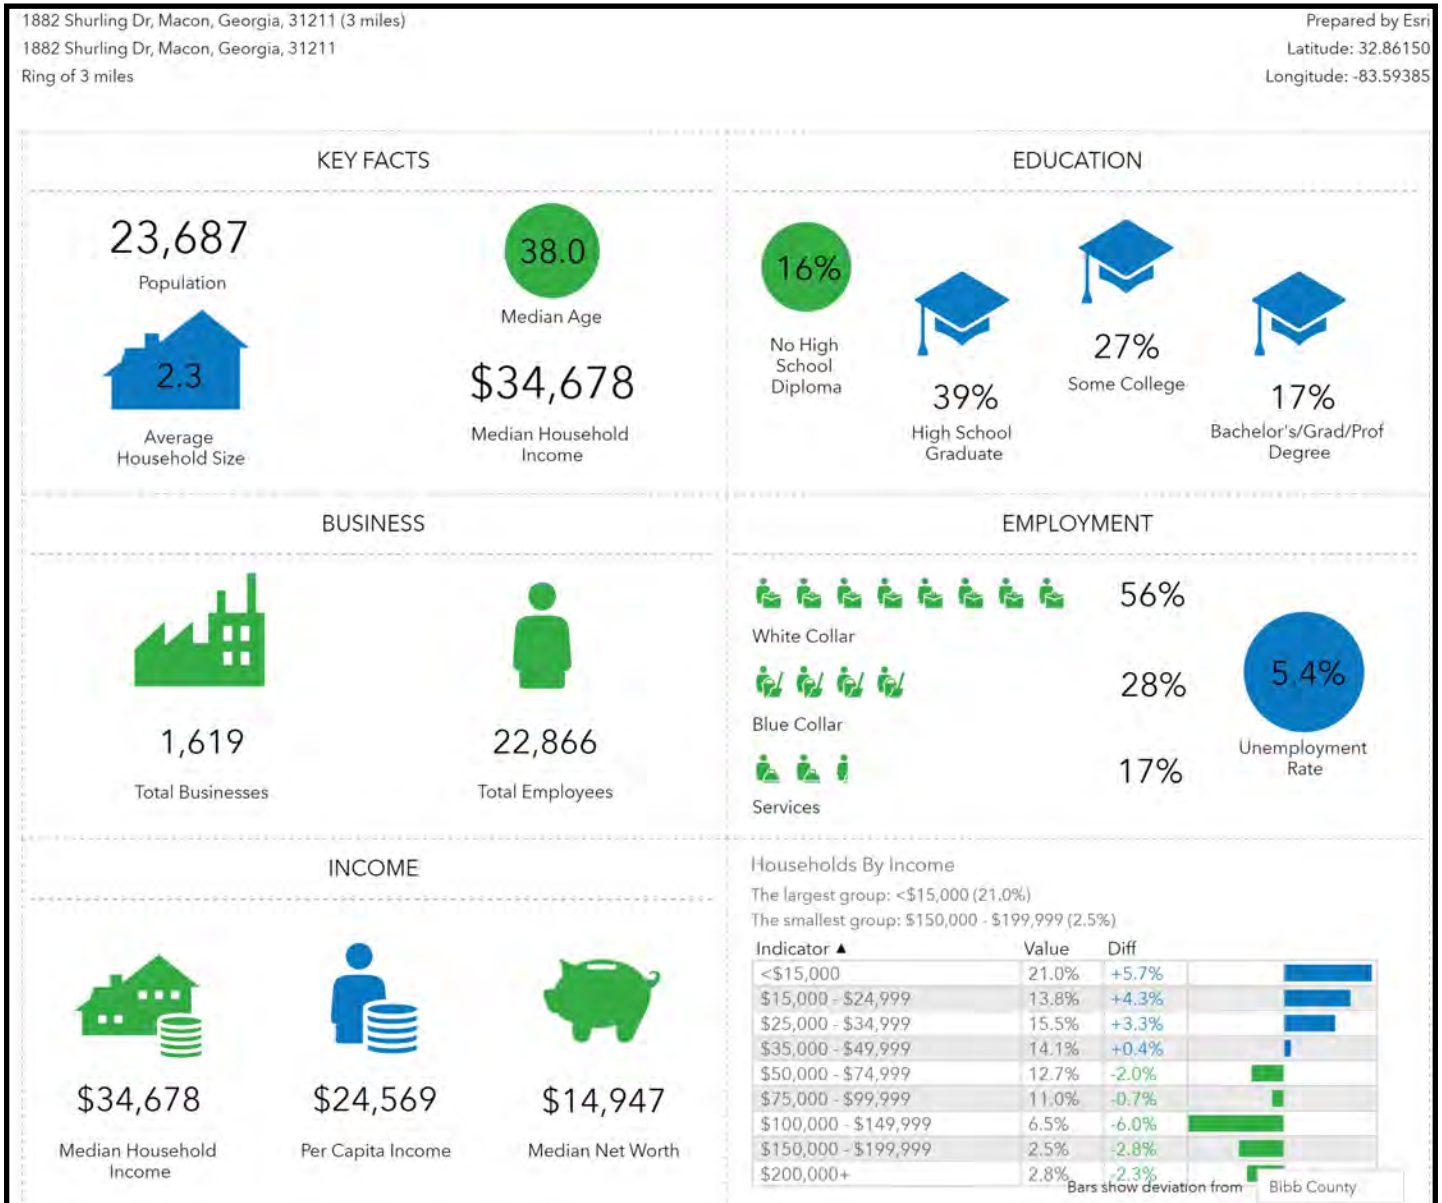 1882 Shurling Dr, Macon, Georgia, 31211 (3 miles)
1882 Shurling Dr, Macon, Georgia, 31211
Ring of 3 miles
Prepared by Esri
Latitude: 32.86150
Longitude: -83.59385
KEY FACTS
23,687
Population
38.0
Median Age
2.3
Average
Household Size
$34,678
Median Household
Income
EDUCATION
16%
No High
School
Diploma
39%
High School
Graduate
27%
Some College
17%
Bachelor's/Grad/Prof
Degree
BUSINESS
1,619
Total Businesses
22,866
Total Employees
EMPLOYMENT
56%
White Collar
28%
Blue Collar
17%
Services
5.4%
Unemployment
Rate
INCOME
$34,678
Median Household
Income
$24,569
Per Capita Income
$14,947
Median Net Worth
Households By Income
The largest group: <$15,000 (21.0%)
The smallest group: $150,000 - $199,999 (2.5%)
Indicator ▲ Value Diff
<$15,000 21.0% +5.7%
$15,000 - $24,999 13.8% +4.3%
$25,000 - $34,999 15.5% +3.3%
$35,000 - $49,999 14.1% +0.4%
$50,000 - $74,999 12.7% -2.0%
$75,000 - $99,999 11.0% -0.7%
$100,000 - $149,999 6.5% -6.0%
$150,000 - $199,999 2.5% -2.8%
$200,000+ 2.8% -2.3%
Bars show deviation from Bibb County